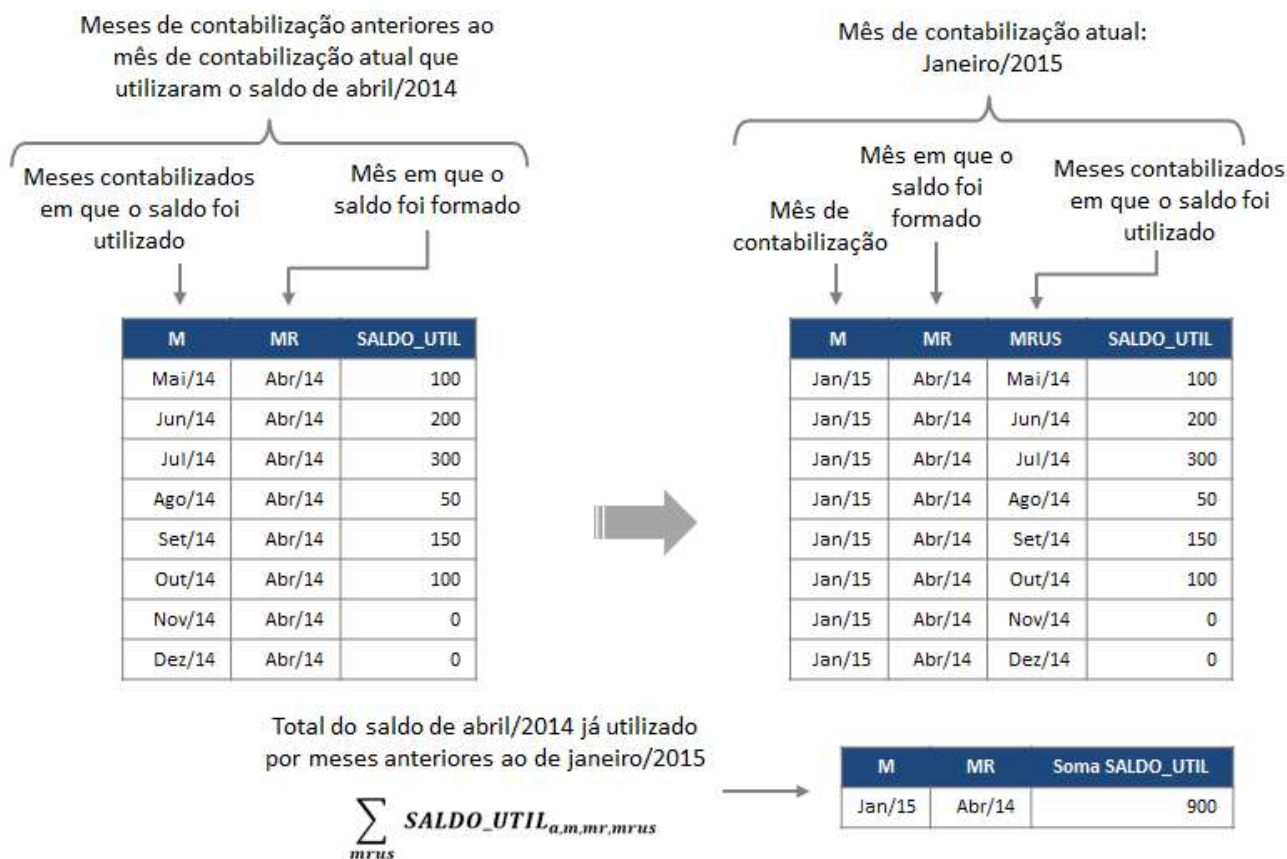 Meses de contabilização anteriores ao
mês de contabilização atual que
utilizaram o saldo de abril/2014
Meses contabilizados
em que o saldo foi
utilizado
Mês em que o
saldo foi formado
M MR SALDO_UTIL
Mai/14 Abr/14 100
Jun/14 Abr/14 200
Jul/14 Abr/14 300
Ago/14 Abr/14 50
Set/14 Abr/14 150
Out/14 Abr/14 100
Nov/14 Abr/14 0
Dez/14 Abr/14 0
Mês de contabilização atual:
Janeiro/2015
Mês de
contabilização
Mês em que o
saldo foi
formado
Meses contabilizados
em que o saldo foi
utilizado
M MR MRUS SALDO_UTIL
Jan/15 Abr/14 Mai/14 100
Jan/15 Abr/14 Jun/14 200
Jan/15 Abr/14 Jul/14 300
Jan/15 Abr/14 Ago/14 50
Jan/15 Abr/14 Set/14 150
Jan/15 Abr/14 Out/14 100
Jan/15 Abr/14 Nov/14 0
Jan/15 Abr/14 Dez/14 0
Total do saldo de abril/2014 já utilizado
por meses anteriores ao de janeiro/2015
∑ SALDO_UTIL a,m,mr,mrus
mrus
M MR Soma SALDO_UTIL
Jan/15 Abr/14 900